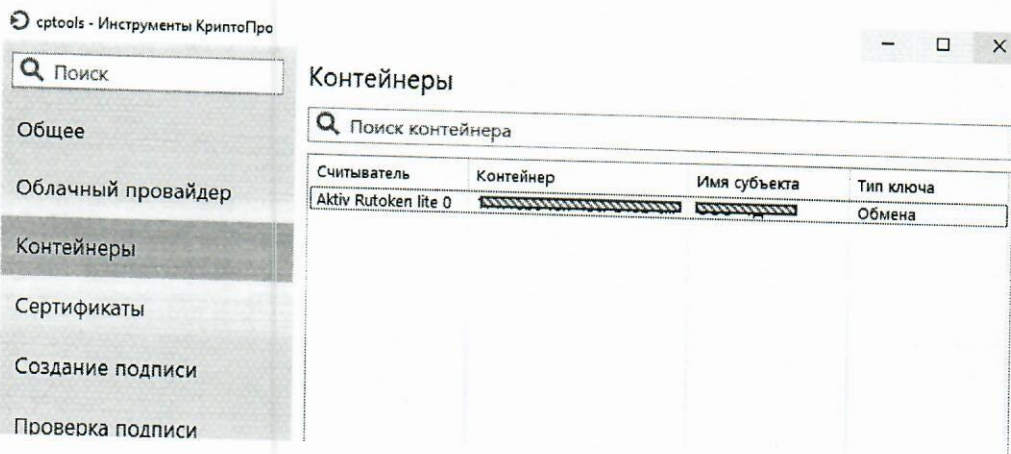 cptools - Инструменты КриптоПро
Поиск
Общее
Облачный провайдер
Контейнеры
Сертификаты
Создание подписи
Проверка подписи
Контейнеры
Поиск контейнера
Считыватель Контейнер Имя субъекта Тип ключа
Aktiv Rutoken lite 0 Обмена